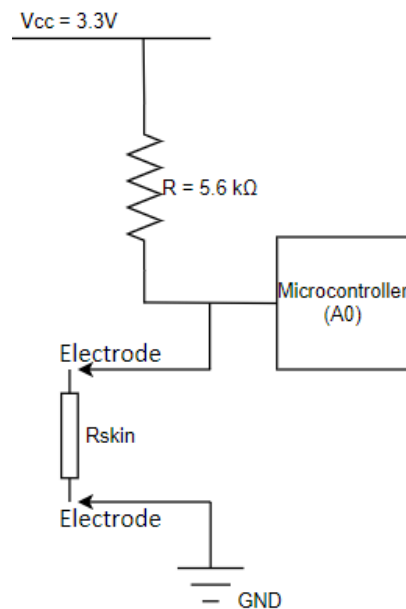 Vcc = 3.3V
R = 5.6 kΩ
Microcontroller
(A0)
Electrode
Rskin
Electrode
GND